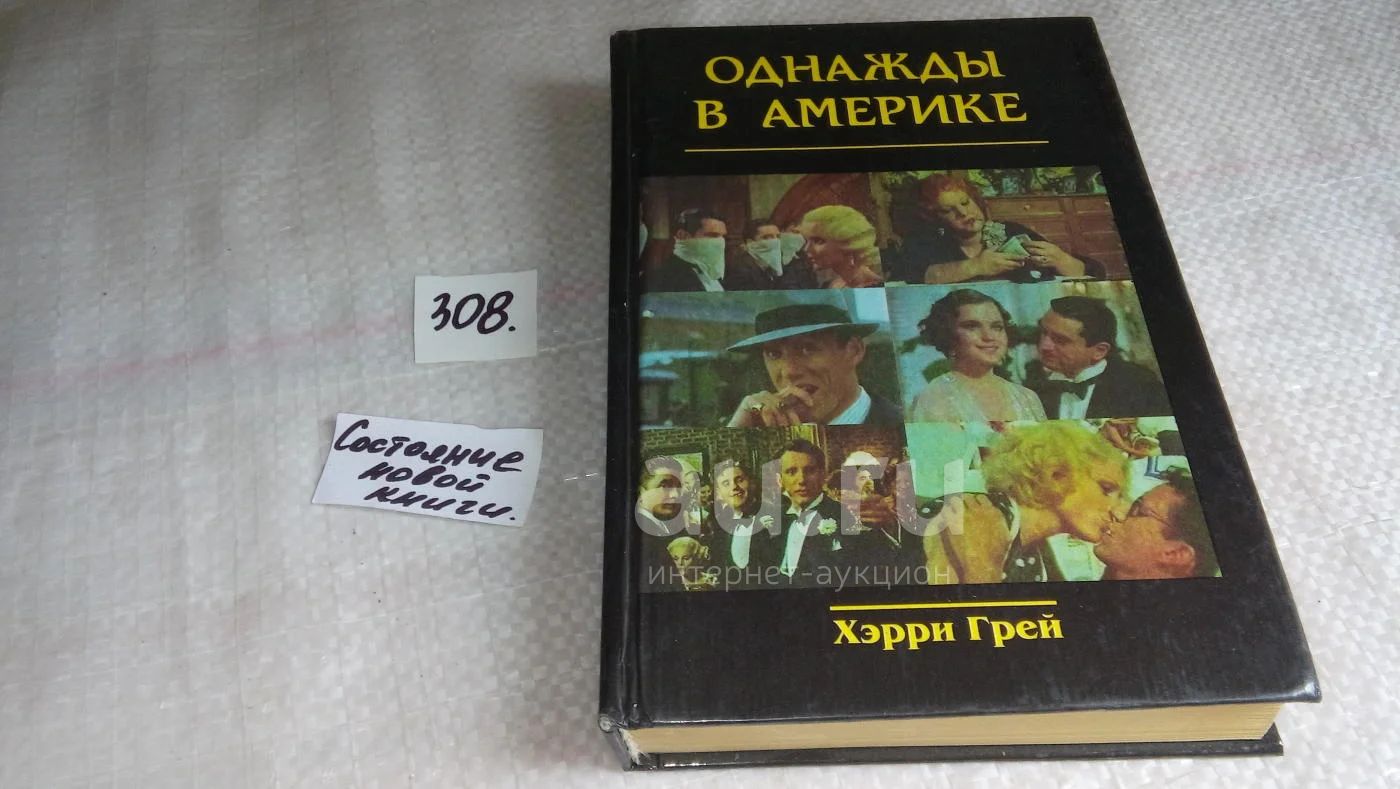 ОДНАЖДЫ
В АМЕРИКЕ
308.
Состояние
новой
книги.
au.ru
интернет-аукцион
Хэрри Грей